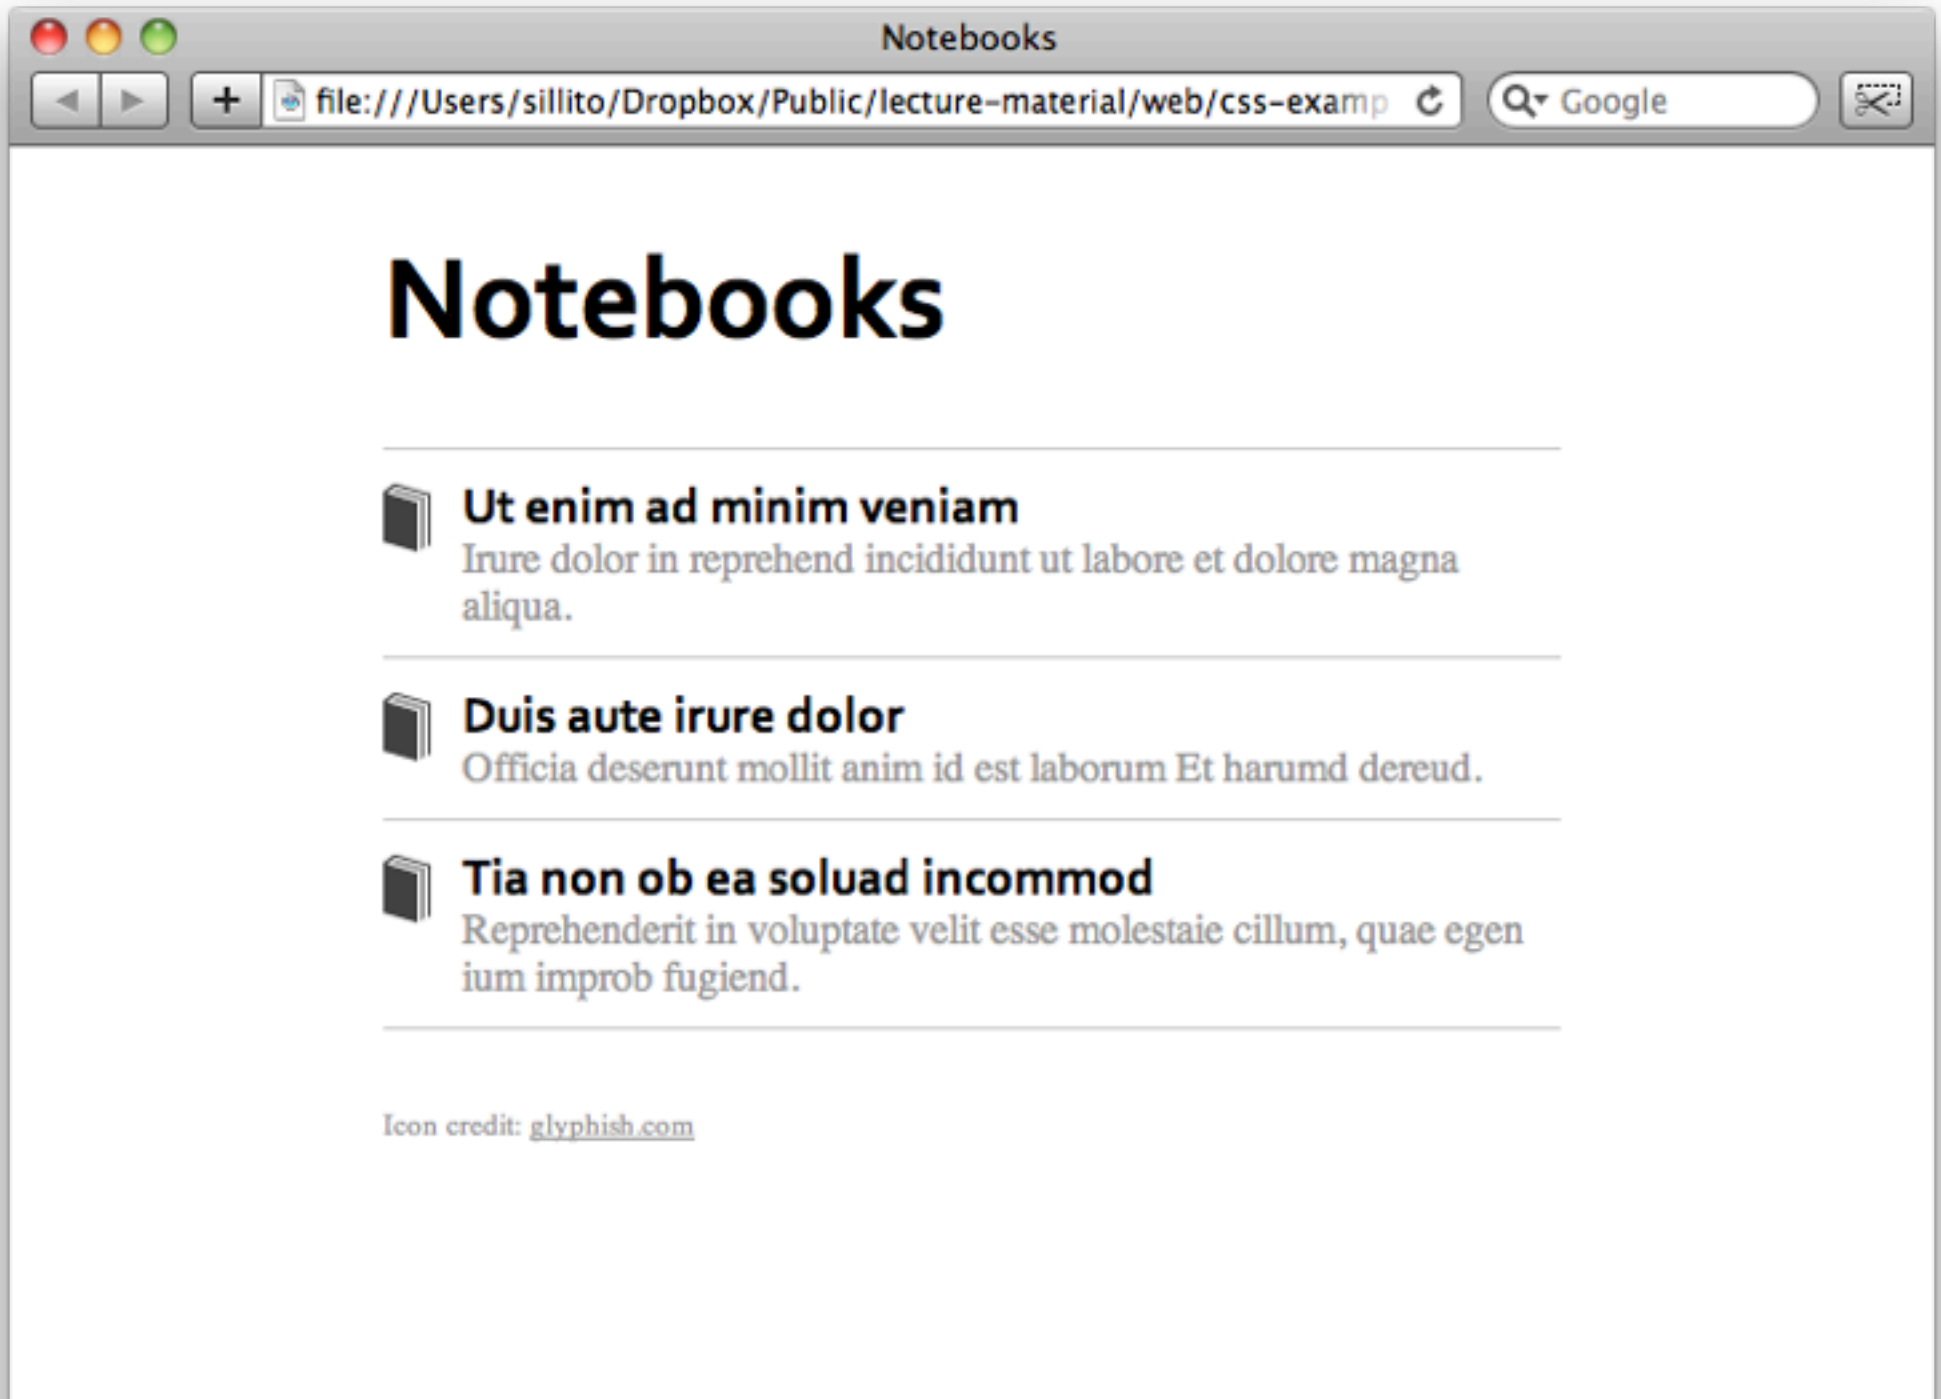 Notebooks
file:///Users/sillito/Dropbox/Public/lecture-material/web/css-examp
Google
Notebooks
Ut enim ad minim veniam
Irure dolor in reprehend incididunt ut labore et dolore magna
aliqua.
Duis aute irure dolor
Officia deserunt mollit anim id est laborum Et harumd dereud.
Tia non ob ea soluad incommod
Reprehenderit in voluptate velit esse molestaie cillum, quae egen
ium improb fugiend.
Icon credit: glyphish.com